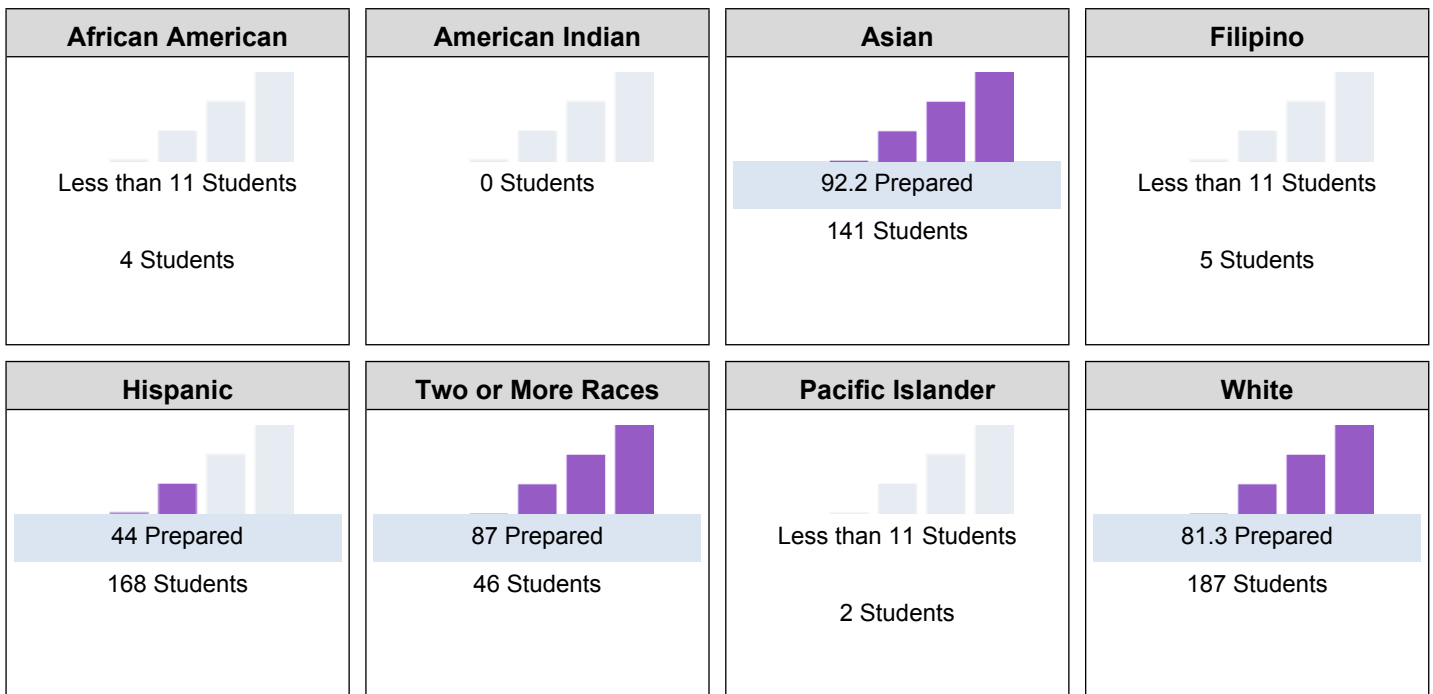 African American
Less than 11 Students
4 Students
American Indian
0 Students
Asian
92.2 Prepared
141 Students
Filipino
Less than 11 Students
5 Students
Hispanic
44 Prepared
168 Students
Two or More Races
87 Prepared
46 Students
Pacific Islander
Less than 11 Students
2 Students
White
81.3 Prepared
187 Students